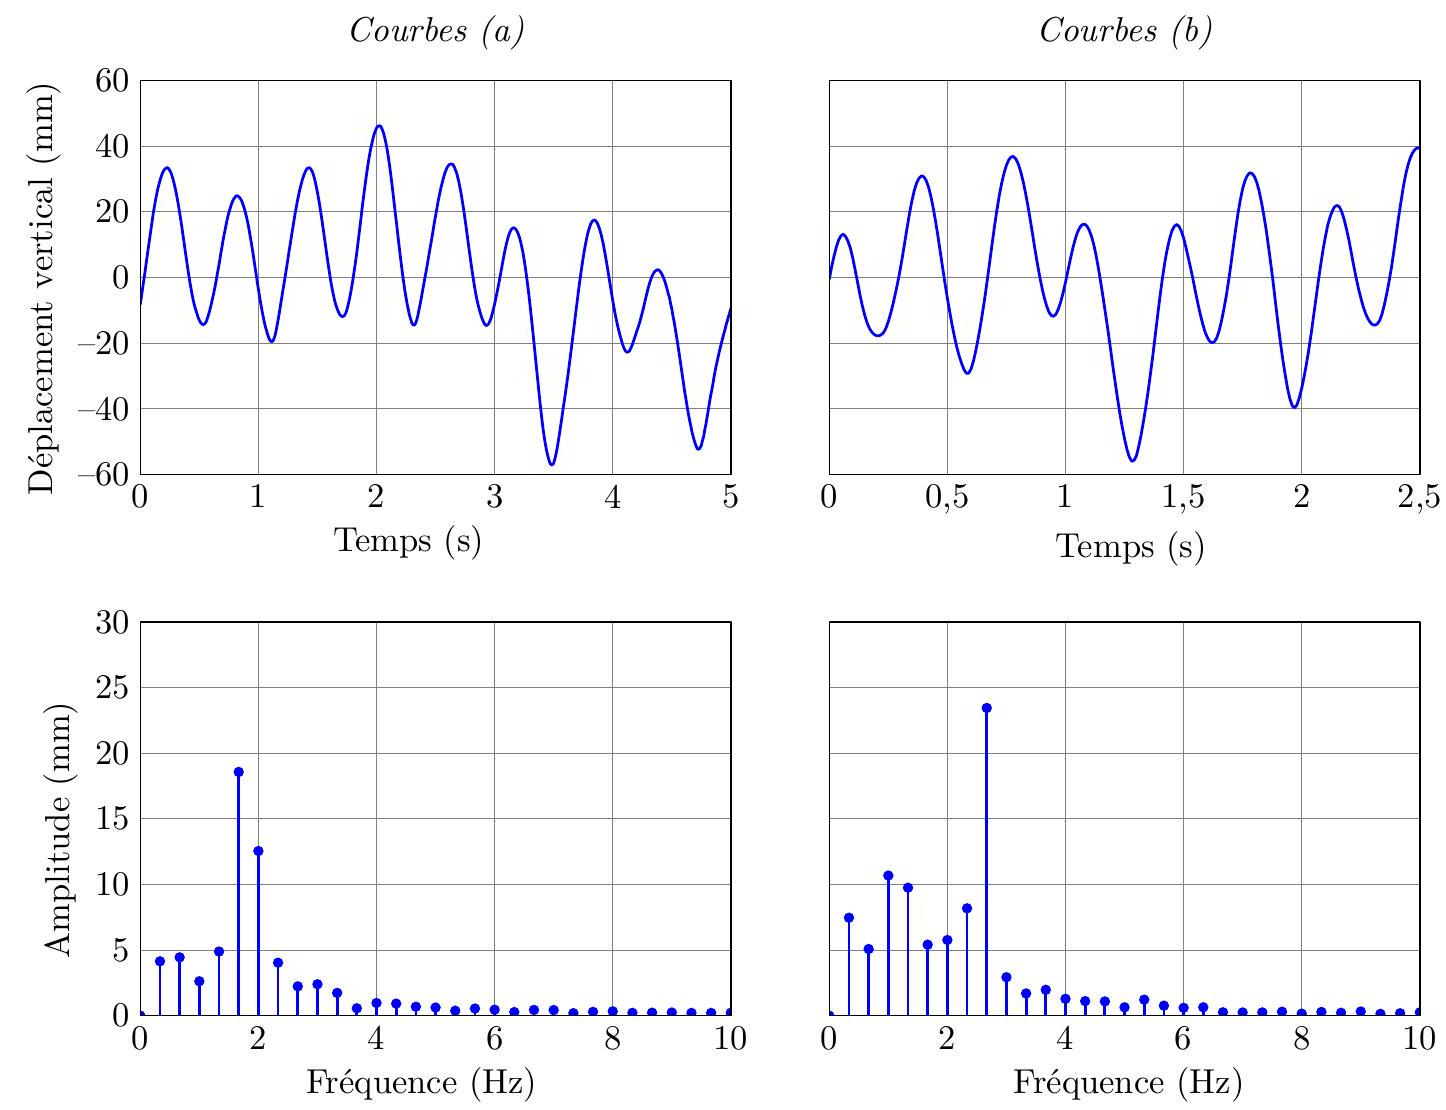 Courbes (a)
Courbes (b)
Déplacement vertical (mm)
60
40
20
0
−20
−40
−60
0 1 2 3 4 5
Temps (s)
0 0,5 1 1,5 2 2,5
Temps (s)
Amplitude (mm)
30
25
20
15
10
5
0
0 2 4 6 8 10
Fréquence (Hz)
0 2 4 6 8 10
Fréquence (Hz)